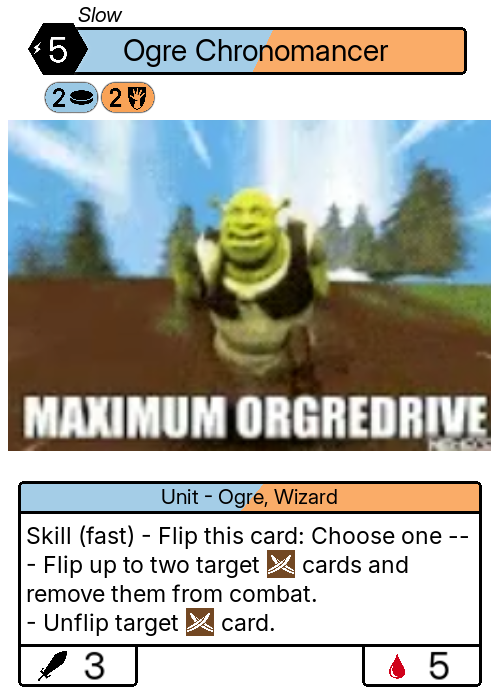 Slow
5 Ogre Chronomancer
2 2
MAXIMUM ORGREDRIVE
Unit - Ogre, Wizard
Skill (fast) - Flip this card: Choose one --
- Flip up to two target cards and
remove them from combat.
- Unflip target card.
3 5